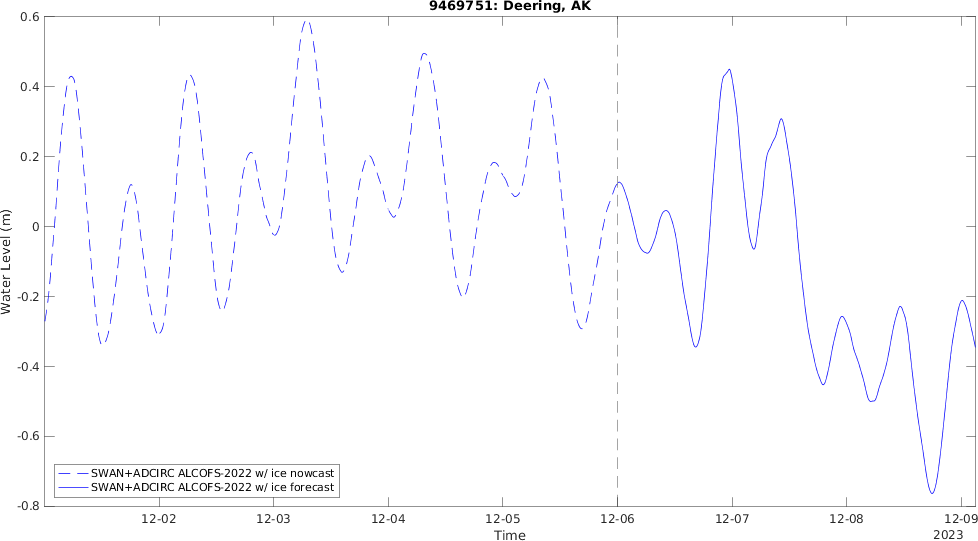 9469751: Deering, AK
0.6
0.4
0.2
0
-0.2
-0.4
-0.6
-0.8
Water Level (m)
SWAN+ADCIRC ALCOFS-2022 w/ ice nowcast
SWAN+ADCIRC ALCOFS-2022 w/ ice forecast
12-02 12-03 12-04 12-05 12-06 12-07 12-08 12-09
Time
2023